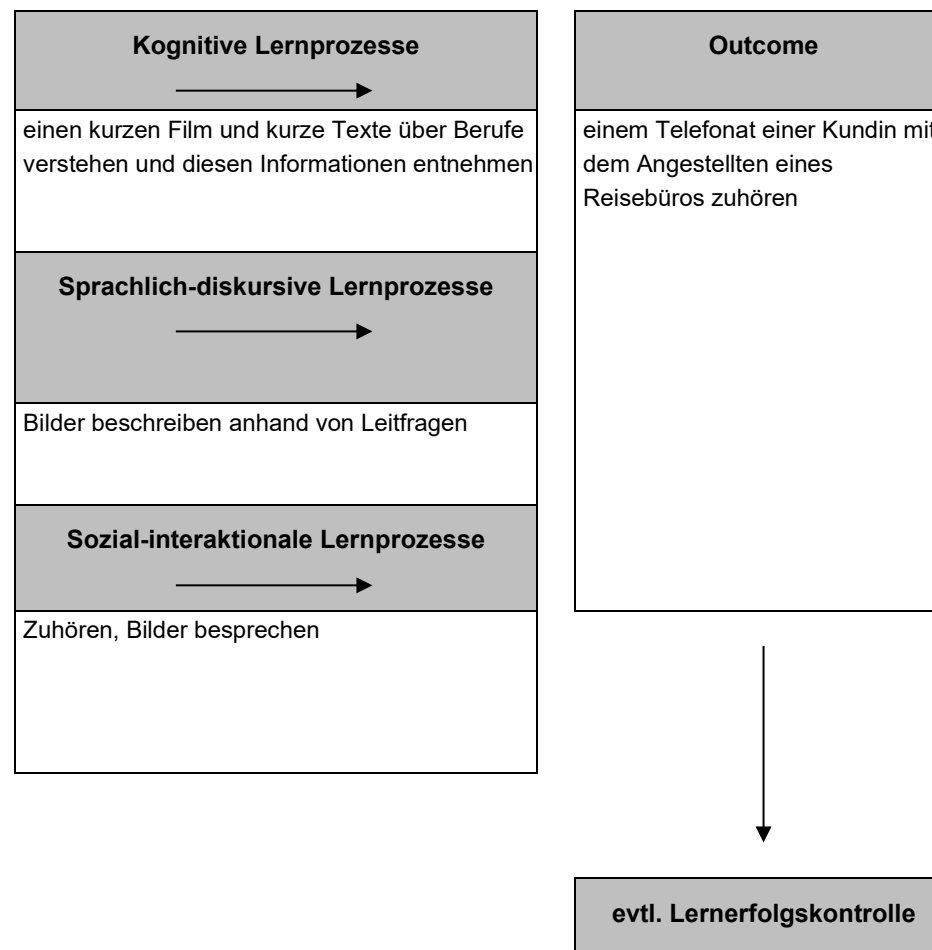 Kognitive Lernprozesse
einen kurzen Film und kurze Texte über Berufe
verstehen und diesen Informationen entnehmen
Sprachlich-diskursive Lernprozesse
Bilder beschreiben anhand von Leitfragen
Sozial-interaktionale Lernprozesse
Zuhören, Bilder besprechen
Outcome
einem Telefonat einer Kundin mit
dem Angestellten eines
Reisebüros zuhören
evtl. Lernerfolgskontrolle